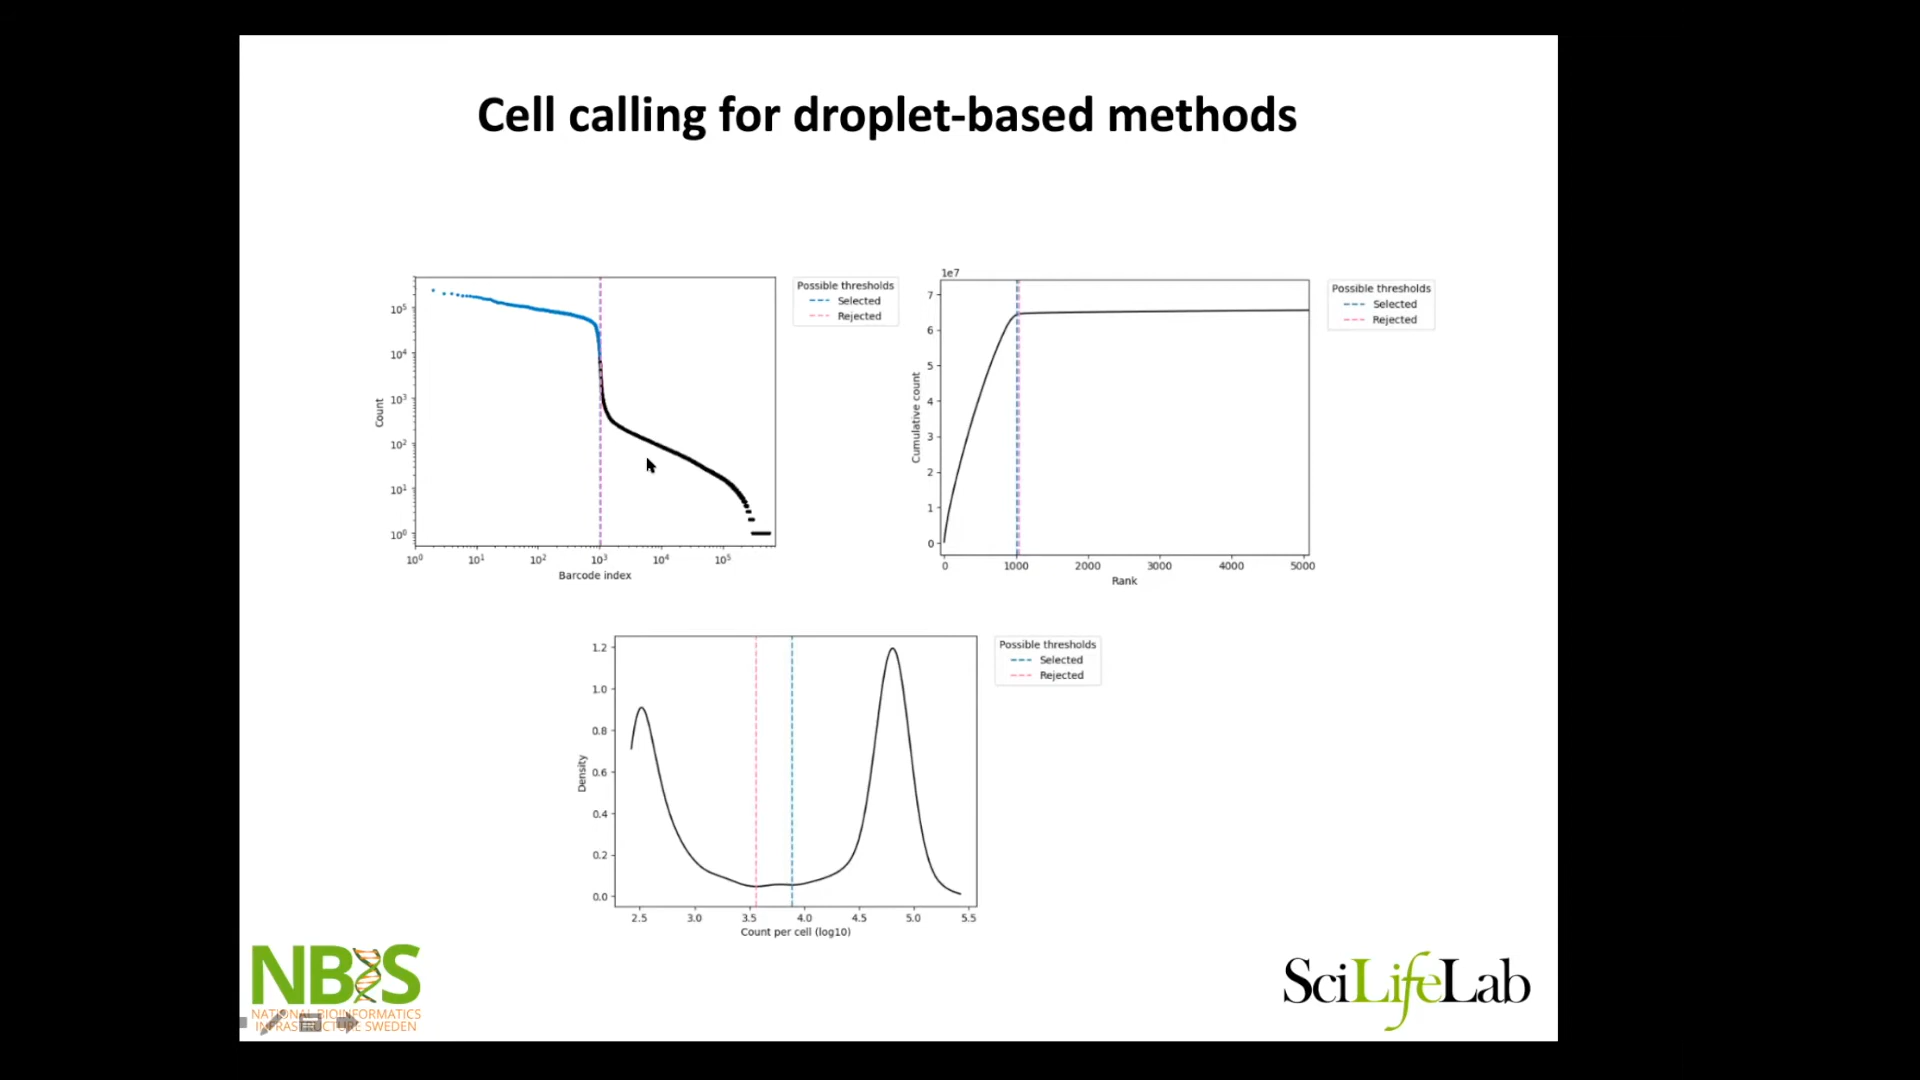 Cell calling for droplet-based methods
Possible thresholds
Selected
Rejected
10⁵
10⁴
10³
10²
10¹
10⁰
Count
10⁰ 10¹ 10² 10³ 10⁴ 10⁵
Barcode index
1e7
Possible thresholds
Selected
Rejected
7
6
5
4
3
2
1
0
Cumulative count
0 1000 2000 3000 4000 5000
Rank
Possible thresholds
Selected
Rejected
1.2
1.0
0.8
0.6
0.4
0.2
0.0
Density
2.5 3.0 3.5 4.0 4.5 5.0 5.5
Count per cell (log10)
NBIS
NATIONAL BIOINFORMATICS
INFRASTRUCTURE SWEDEN
SciLifeLab